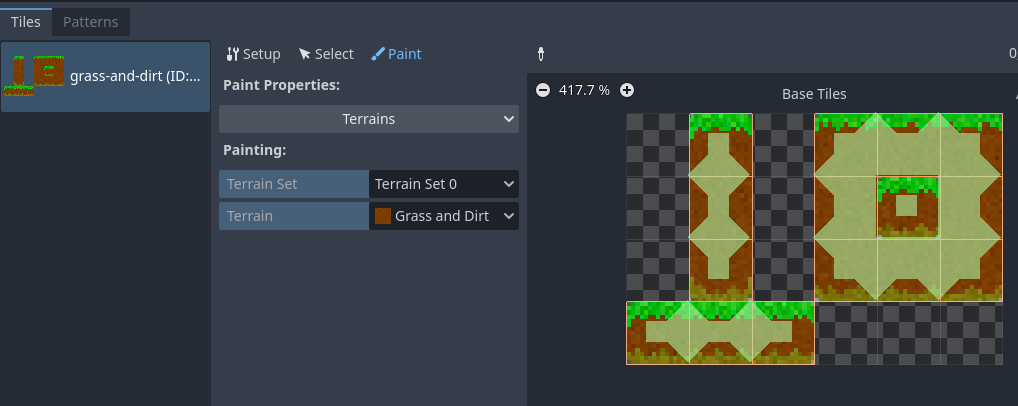 Tiles
Patterns
grass-and-dirt (ID:...
Setup
Select
Paint
Paint Properties:
Terrains
Painting:
Terrain Set
Terrain Set 0
Terrain
Grass and Dirt
0
417.7 %
Base Tiles